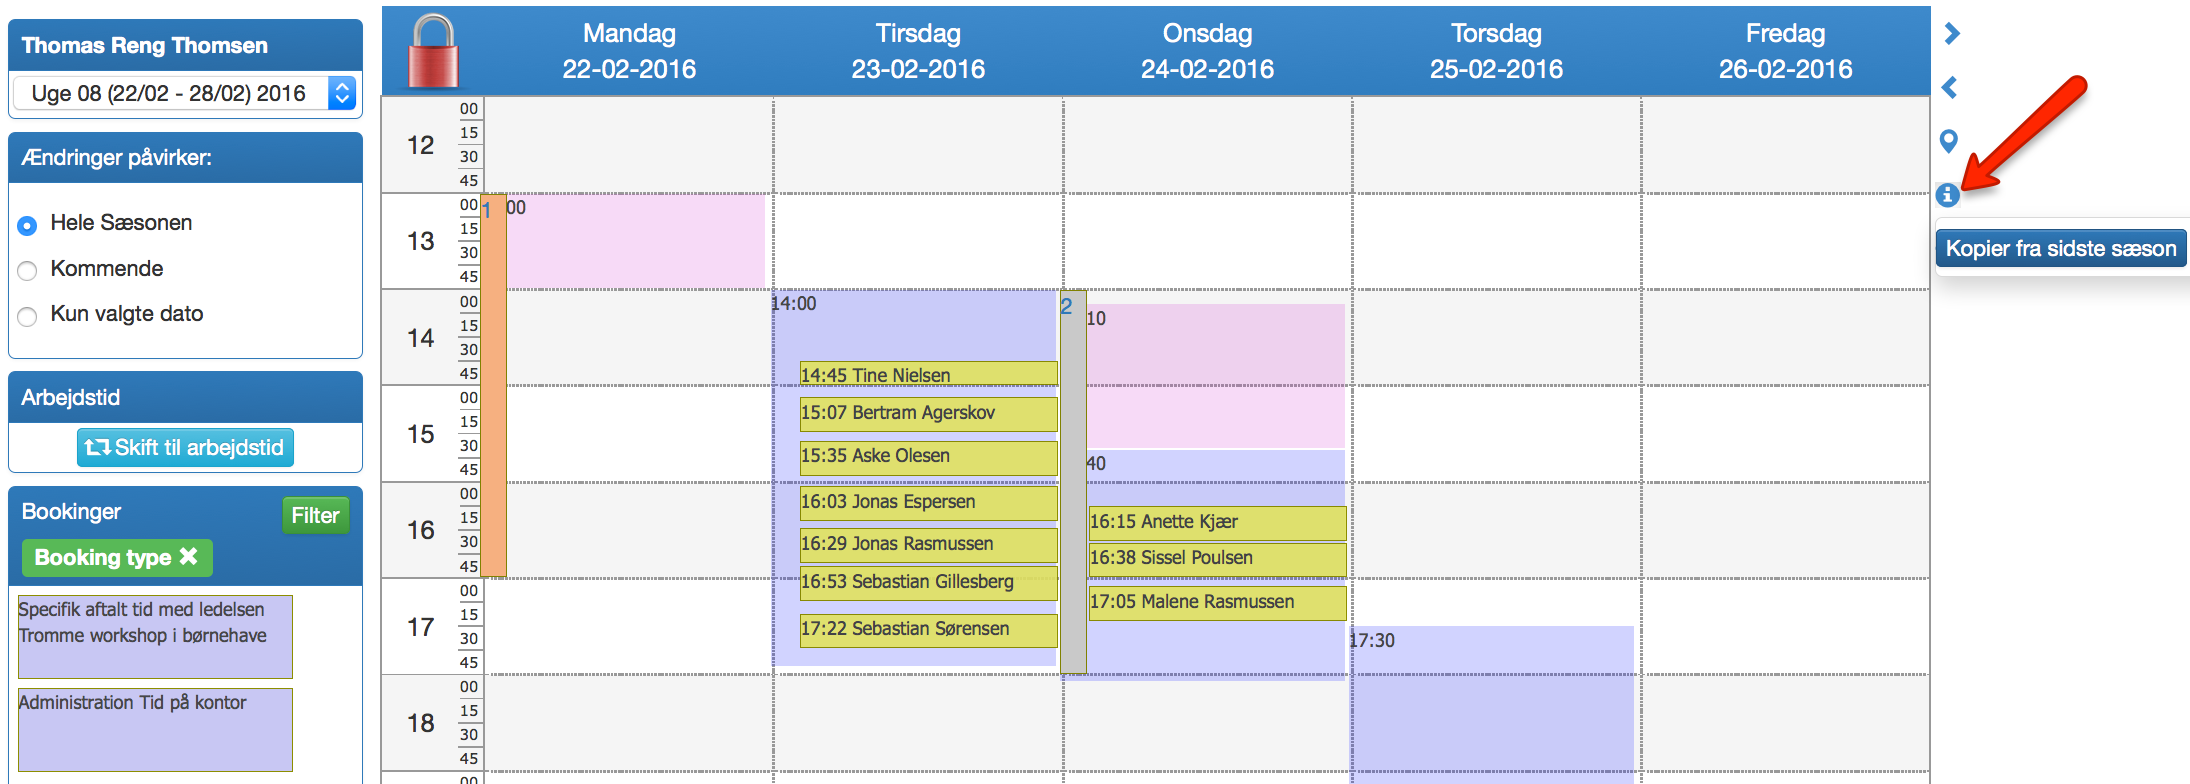 Thomas Reng Thomsen
Uge 08 (22/02 - 28/02) 2016
Ændringer påvirker:
Hele Sæsonen
Kommende
Kun valgte dato
Arbejdstid
Skift til arbejdstid
Bookinger
Filter
Booking type ✖
Specifik aftalt tid med ledelsen
Tromme workshop i børnehave
Administration Tid på kontor
Mandag
22-02-2016
Tirsdag
23-02-2016
Onsdag
24-02-2016
Torsdag
25-02-2016
Fredag
26-02-2016
12
00
15
30
45
13
00
15
30
45
14
00
15
30
45
15
00
15
30
45
16
00
15
30
45
17
00
15
30
45
18
00
15
30
45
00
1
00
14:00
14:45 Tine Nielsen
15:07 Bertram Agerskov
15:35 Aske Olesen
16:03 Jonas Espersen
16:29 Jonas Rasmussen
16:53 Sebastian Gillesberg
17:22 Sebastian Sørensen
2
10
40
16:15 Anette Kjær
16:38 Sissel Poulsen
17:05 Malene Rasmussen
17:30
Kopier fra sidste sæson